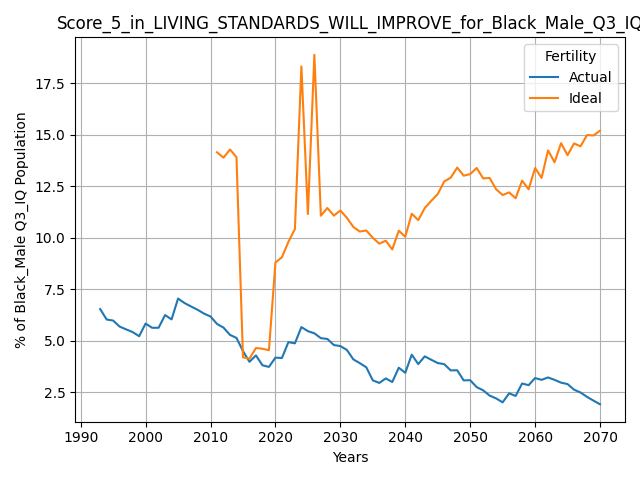 Score_5_in_LIVING_STANDARDS_WILL_IMPROVE_for_Black_Male_Q3_IQ
Fertility
Actual
Ideal
% of Black_Male Q3_IQ Population
17.5
15.0
12.5
10.0
7.5
5.0
2.5
1990 2000 2010 2020 2030 2040 2050 2060 2070
Years